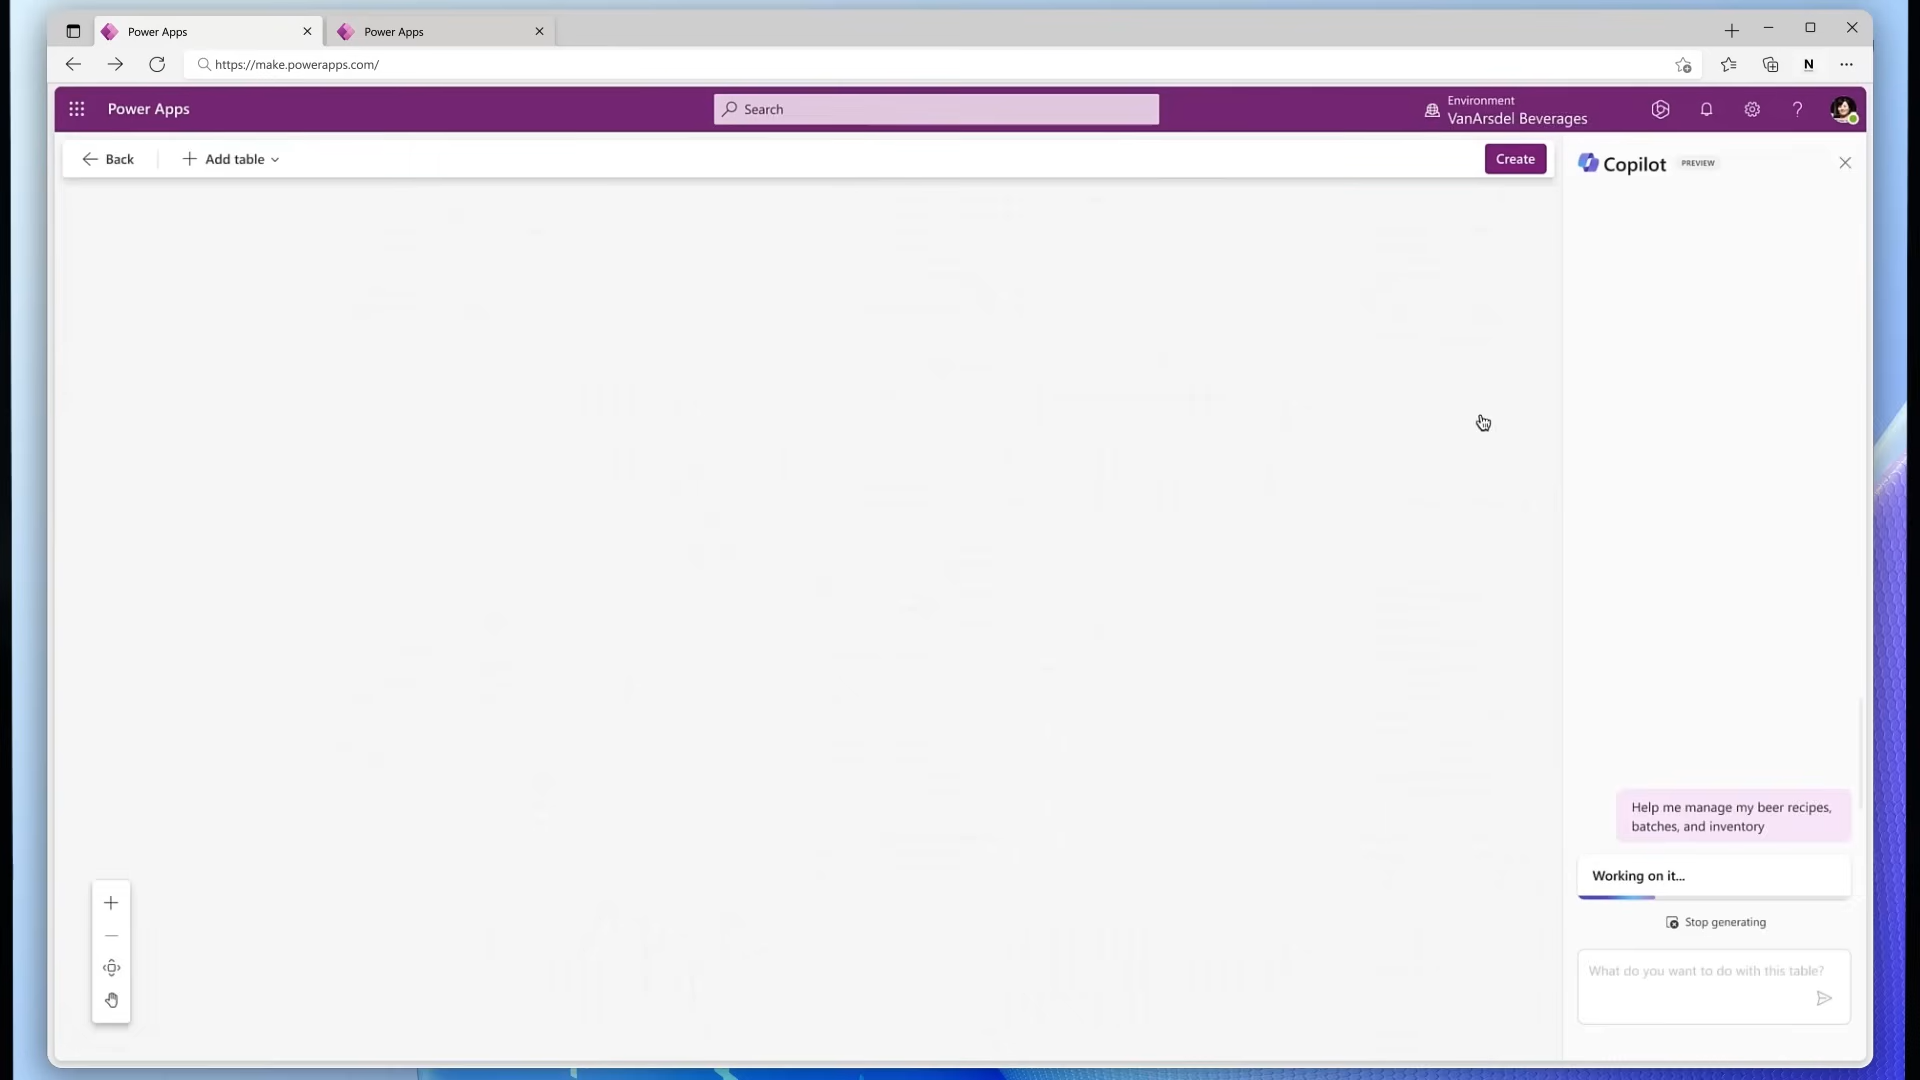 Power Apps
Power Apps
https://make.powerapps.com/
N
Power Apps
Search
Environment
VanArsdel Beverages
?
Back
Add table
Create
Copilot
PREVIEW
Help me manage my beer recipes,
batches, and inventory
Working on it...
Stop generating
What do you want to do with this table?